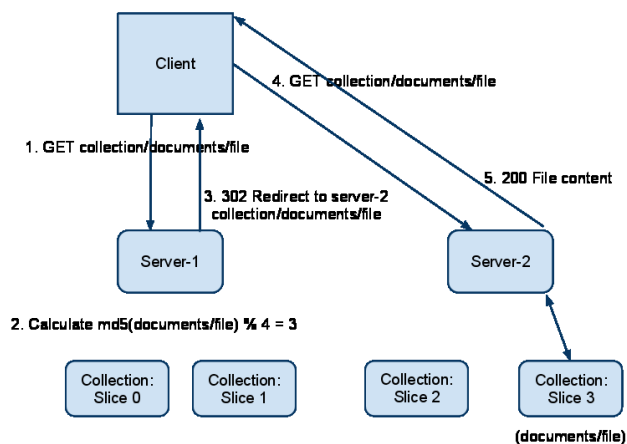 Client
4. GET collection/documents/file
1. GET collection/documents/file
5. 200 File content
3. 302 Redirect to server-2
collection/documents/file
Server-1
Server-2
2. Calculate md5(documents/file) % 4 = 3
Collection:
Slice 0
Collection:
Slice 1
Collection:
Slice 2
Collection:
Slice 3
(documents/file)